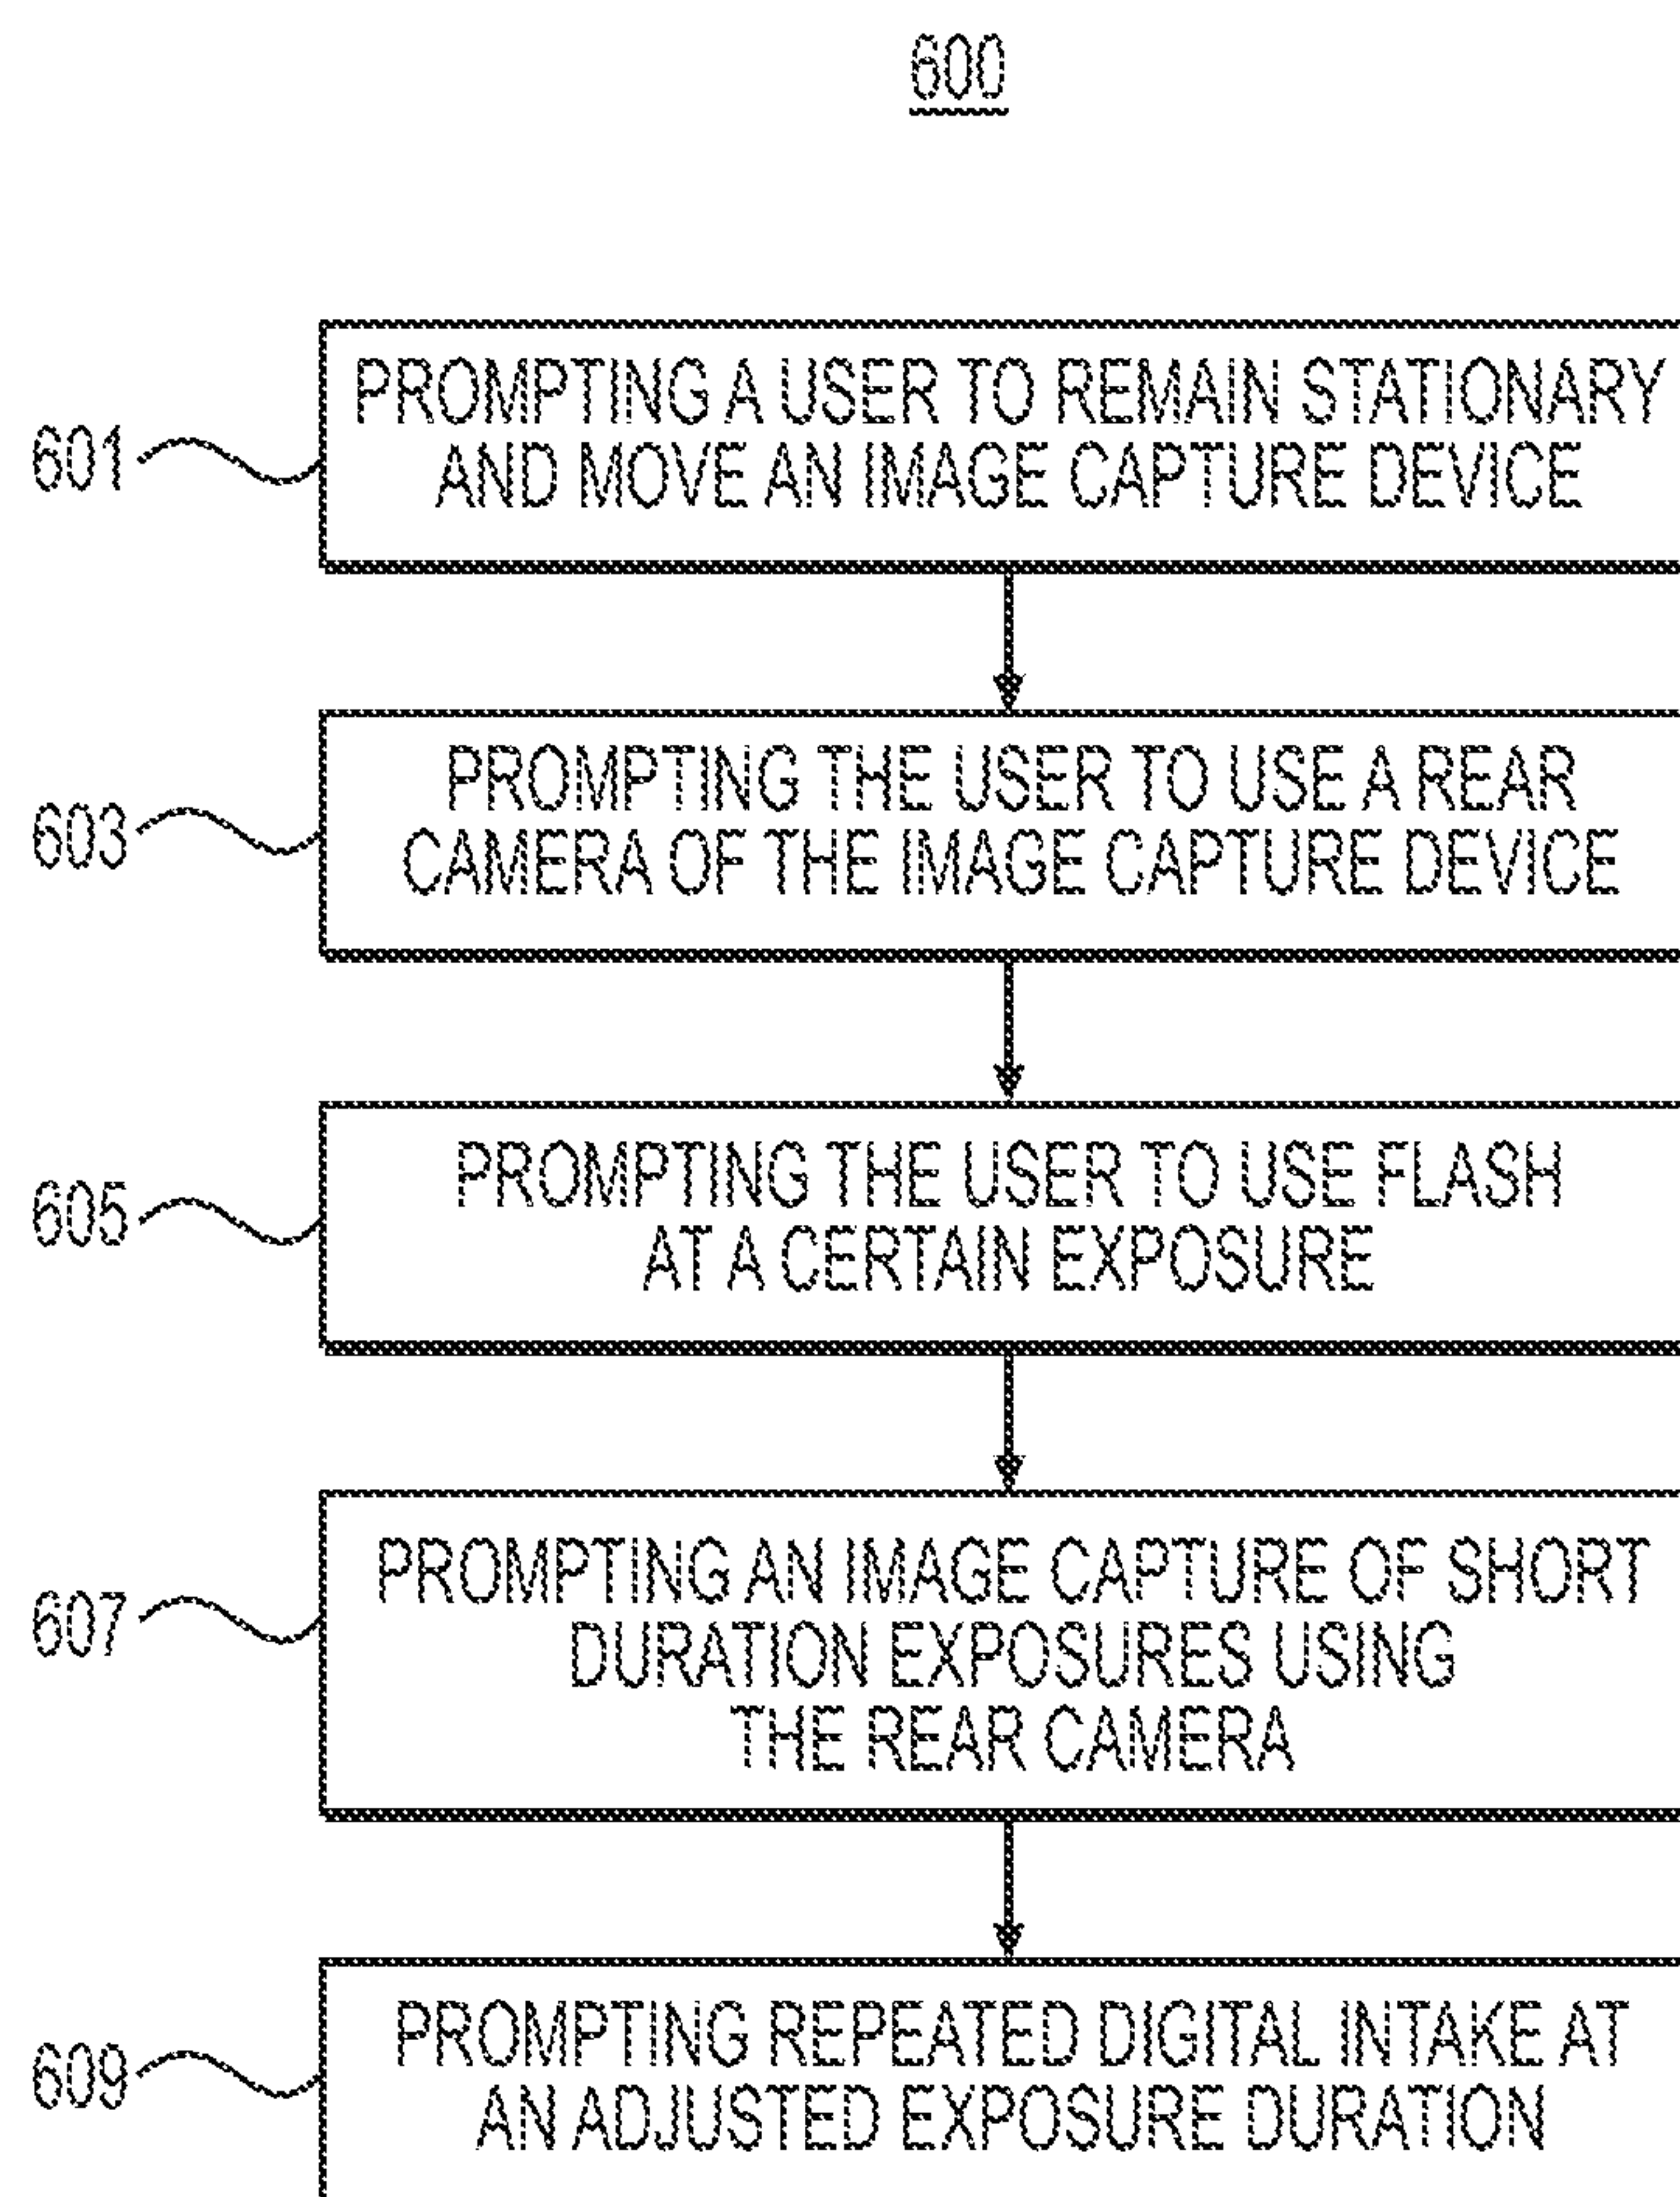 600
601
PROMPTING A USER TO REMAIN STATIONARY
AND MOVE AN IMAGE CAPTURE DEVICE
603
PROMPTING THE USER TO USE A REAR
CAMERA OF THE IMAGE CAPTURE DEVICE
605
PROMPTING THE USER TO USE FLASH
AT A CERTAIN EXPOSURE
607
PROMPTING AN IMAGE CAPTURE OF SHORT
DURATION EXPOSURES USING
THE REAR CAMERA
609
PROMPTING REPEATED DIGITAL INTAKE AT
AN ADJUSTED EXPOSURE DURATION